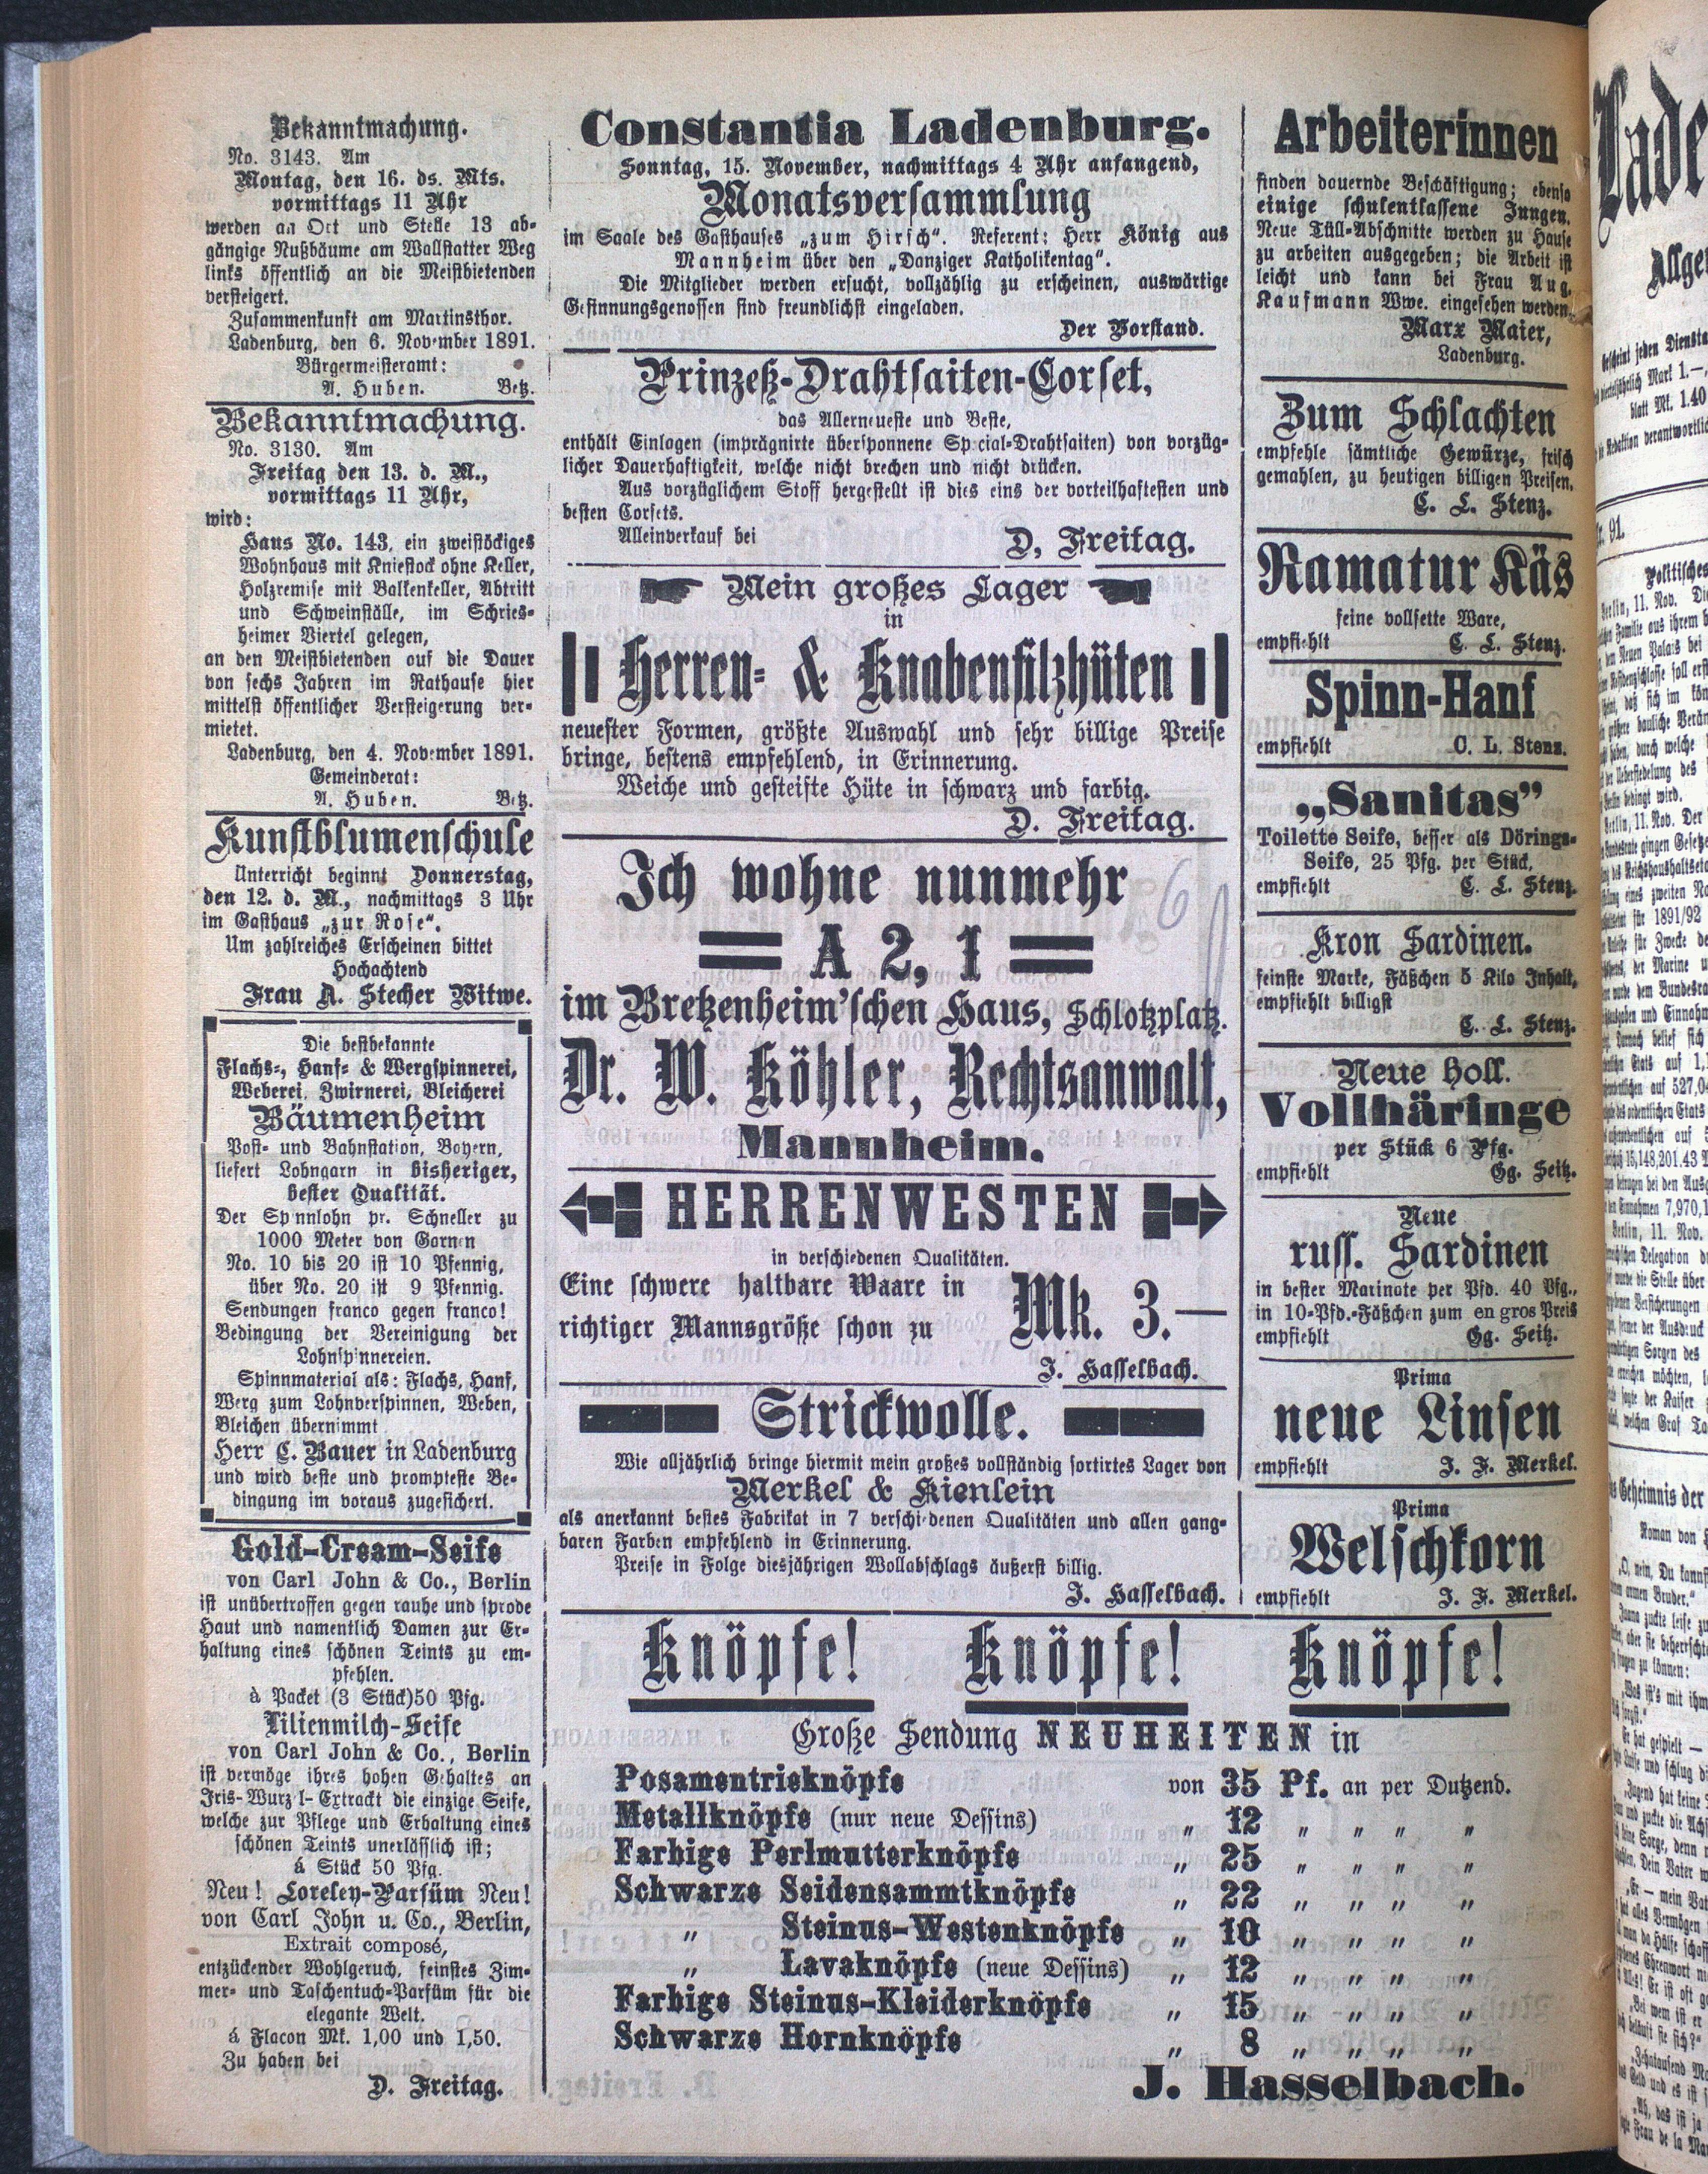 Bekanntmachung.
No. 3143. Am
Montag, den 16. ds. Mts.
vormittags 11 Uhr
werden an Ort und Stelle 13 ab-
gängige Nußbäume am Wallstatter Weg
links öffentlich an die Meistbietenden
versteigert.
Zusammenkunft am Martinsthor.
Ladenburg, den 6. November 1891.
Bürgermeisteramt:
A. Huben. Betz.
Bekanntmachung.
No. 3130. Am
Freitag den 13. d. M.,
vormittags 11 Uhr,
wird:
Haus No. 143, ein zweistöckiges
Wohnhaus mit Kniestock ohne Keller,
Holzremise mit Balkenkeller, Abtritt
und Schweinställe, im Schries-
heimer Viertel gelegen,
an den Meistbietenden auf die Dauer
von sechs Jahren im Rathause hier
mittelst öffentlicher Versteigerung ver-
mietet.
Ladenburg, den 4. November 1891.
Gemeinderat:
A. Huben. Betz.
Kunstblumenschule
Unterricht beginnt Donnerstag,
den 12. d. M., nachmittags 3 Uhr
im Gasthaus „zur Rose“.
Um zahlreiches Erscheinen bittet
Hochachtend
Frau A. Stecher Witwe.
Die bestbekannte
Flachs-, Hanf- & Wergspinnerei,
Weberei, Zwirnerei, Bleicherei
Bäumenheim
Post- und Bahnstation, Bayern,
liefert Lohngarn in bisheriger,
bester Qualität.
Der Spinnlohn pr. Schneller zu
1000 Meter von Garnen
No. 10 bis 20 ist 10 Pfennig,
über No. 20 ist 9 Pfennig.
Sendungen franco gegen franco!
Bedingung der Vereinigung der
Lohnspinnereien.
Spinnmaterial als: Flachs, Hanf,
Werg zum Lohnverspinnen, Weben,
Bleichen übernimmt
Herr C. Bauer in Ladenburg
und wird beste und prompteste Be-
dingung im voraus zugesichert.
Gold-Cream-Seife
von Carl John & Co., Berlin
ist unübertroffen gegen rauhe und spröde
Haut und namentlich Damen zur Er-
haltung eines schönen Teints zu em-
pfehlen.
à Packet (3 Stück) 50 Pfg.
Lilienmilch-Seife
von Carl John & Co., Berlin
ist vermöge ihres hohen Gehaltes an
Iris-Wurz'l-Extrackt die einzige Seife,
welche zur Pflege und Erhaltung eines
schönen Teints unerlässlich ist;
á Stück 50 Pfg.
Neu! Loreley-Parfüm Neu!
von Carl John u. Co., Berlin,
Extrait composé,
entzückender Wohlgeruch, feinstes Zim-
mer- und Taschentuch-Parfüm für die
elegante Welt.
á Flacon Mk. 1,00 und 1,50.
Zu haben bei
D. Freitag.
Constantia Ladenburg.
Sonntag, 15. November, nachmittags 4 Uhr anfangend,
Monatsversammlung
im Saale des Gasthauses „zum Hirsch“. Referent: Herr König aus
Mannheim über den „Danziger Katholikentag“.
Die Mitglieder werden ersucht, vollzählig zu erscheinen, auswärtige
Gesinnungsgenossen sind freundlichst eingeladen.
Der Vorstand.
Prinzeß-Drahtsaiten-Corset,
das Allerneueste und Beste,
enthält Einlagen (imprägnirte übersponnene Special-Drahtsaiten) von vorzüg-
licher Dauerhaftigkeit, welche nicht brechen und nicht drücken.
Aus vorzüglichem Stoff hergestellt ist dies eins der vorteilhaftesten und
besten Corsets.
Alleinverkauf bei D. Freitag.
Mein großes Lager
in
Herren- & Knabenfilzhüten
neuester Formen, größte Auswahl und sehr billige Preise
bringe, bestens empfehlend, in Erinnerung.
Weiche und gesteifte Hüte in schwarz und farbig.
D. Freitag.
Ich wohne nunmehr
A 2, 1
im Bretzenheim'schen Haus, Schloßplatz.
Dr. W. Köhler, Rechtsanwalt,
Mannheim.
HERRENWESTEN
in verschiedenen Qualitäten.
Eine schwere haltbare Waare in
richtiger Mannsgröße schon zu Mk. 3.—
J. Hasselbach.
Strickwolle.
Wie alljährlich bringe hiermit mein großes vollständig sortirtes Lager von
Merkel & Kienlein
als anerkannt bestes Fabrikat in 7 verschiedenen Qualitäten und allen gang-
baren Farben empfehlend in Erinnerung.
Preise in Folge diesjährigen Wollabschlags äußerst billig.
J. Hasselbach.
Arbeiterinnen
finden dauernde Beschäftigung; ebenso
einige schulentlassene Jungen.
Neue Tüll-Abschnitte werden zu Hause
zu arbeiten ausgegeben; die Arbeit ist
leicht und kann bei Frau Aug.
Kaufmann Wwe. eingesehen werden.
Marx Maier,
Ladenburg.
Zum Schlachten
empfehle sämtliche Gewürze, frisch
gemahlen, zu heutigen billigen Preisen.
C. L. Stenz.
Ramatur Käs
feine vollfette Ware,
empfiehlt C. L. Stenz.
Spinn-Hanf
empfiehlt C. L. Stenz.
„Sanitas”
Toilette Seife, besser als Dörings-
Seife, 25 Pfg. per Stück,
empfiehlt C. L. Stenz.
Kron Sardinen.
feinste Marke, Fäßchen 5 Kilo Inhalt,
empfiehlt billigst
C. L. Stenz.
Neue holl.
Vollhäringe
per Stück 6 Pfg.
empfiehlt Gg. Seitz.
Neue
russ. Sardinen
in bester Marinate per Pfd. 40 Pfg.,
in 10-Pfd.-Fäßchen zum en gros Preis
empfiehlt Gg. Seitz.
Prima
neue Linsen
empfiehlt J. F. Merkel.
Prima
Welschkorn
empfiehlt J. F. Merkel.
Knöpfe! Knöpfe! Knöpfe!
Große Sendung NEUHEITEN in
Posamentrieknöpfe von 35 Pf. an per Dutzend.
Metallknöpfe (nur neue Dessins) „ 12 „ „ „ „
Farbige Perlmutterknöpfe „ 25 „ „ „ „
Schwarze Seidensammtknöpfe „ 22 „ „ „ „
„ Steinus-Westenknöpfe „ 10 „ „ „ „
„ Lavaknöpfe (neue Dessins) „ 12 „ „ „ „
Farbige Steinus-Kleiderknöpfe „ 15 „ „ „ „
Schwarze Hornknöpfe „ 8 „ „ „ „
J. Hasselbach.